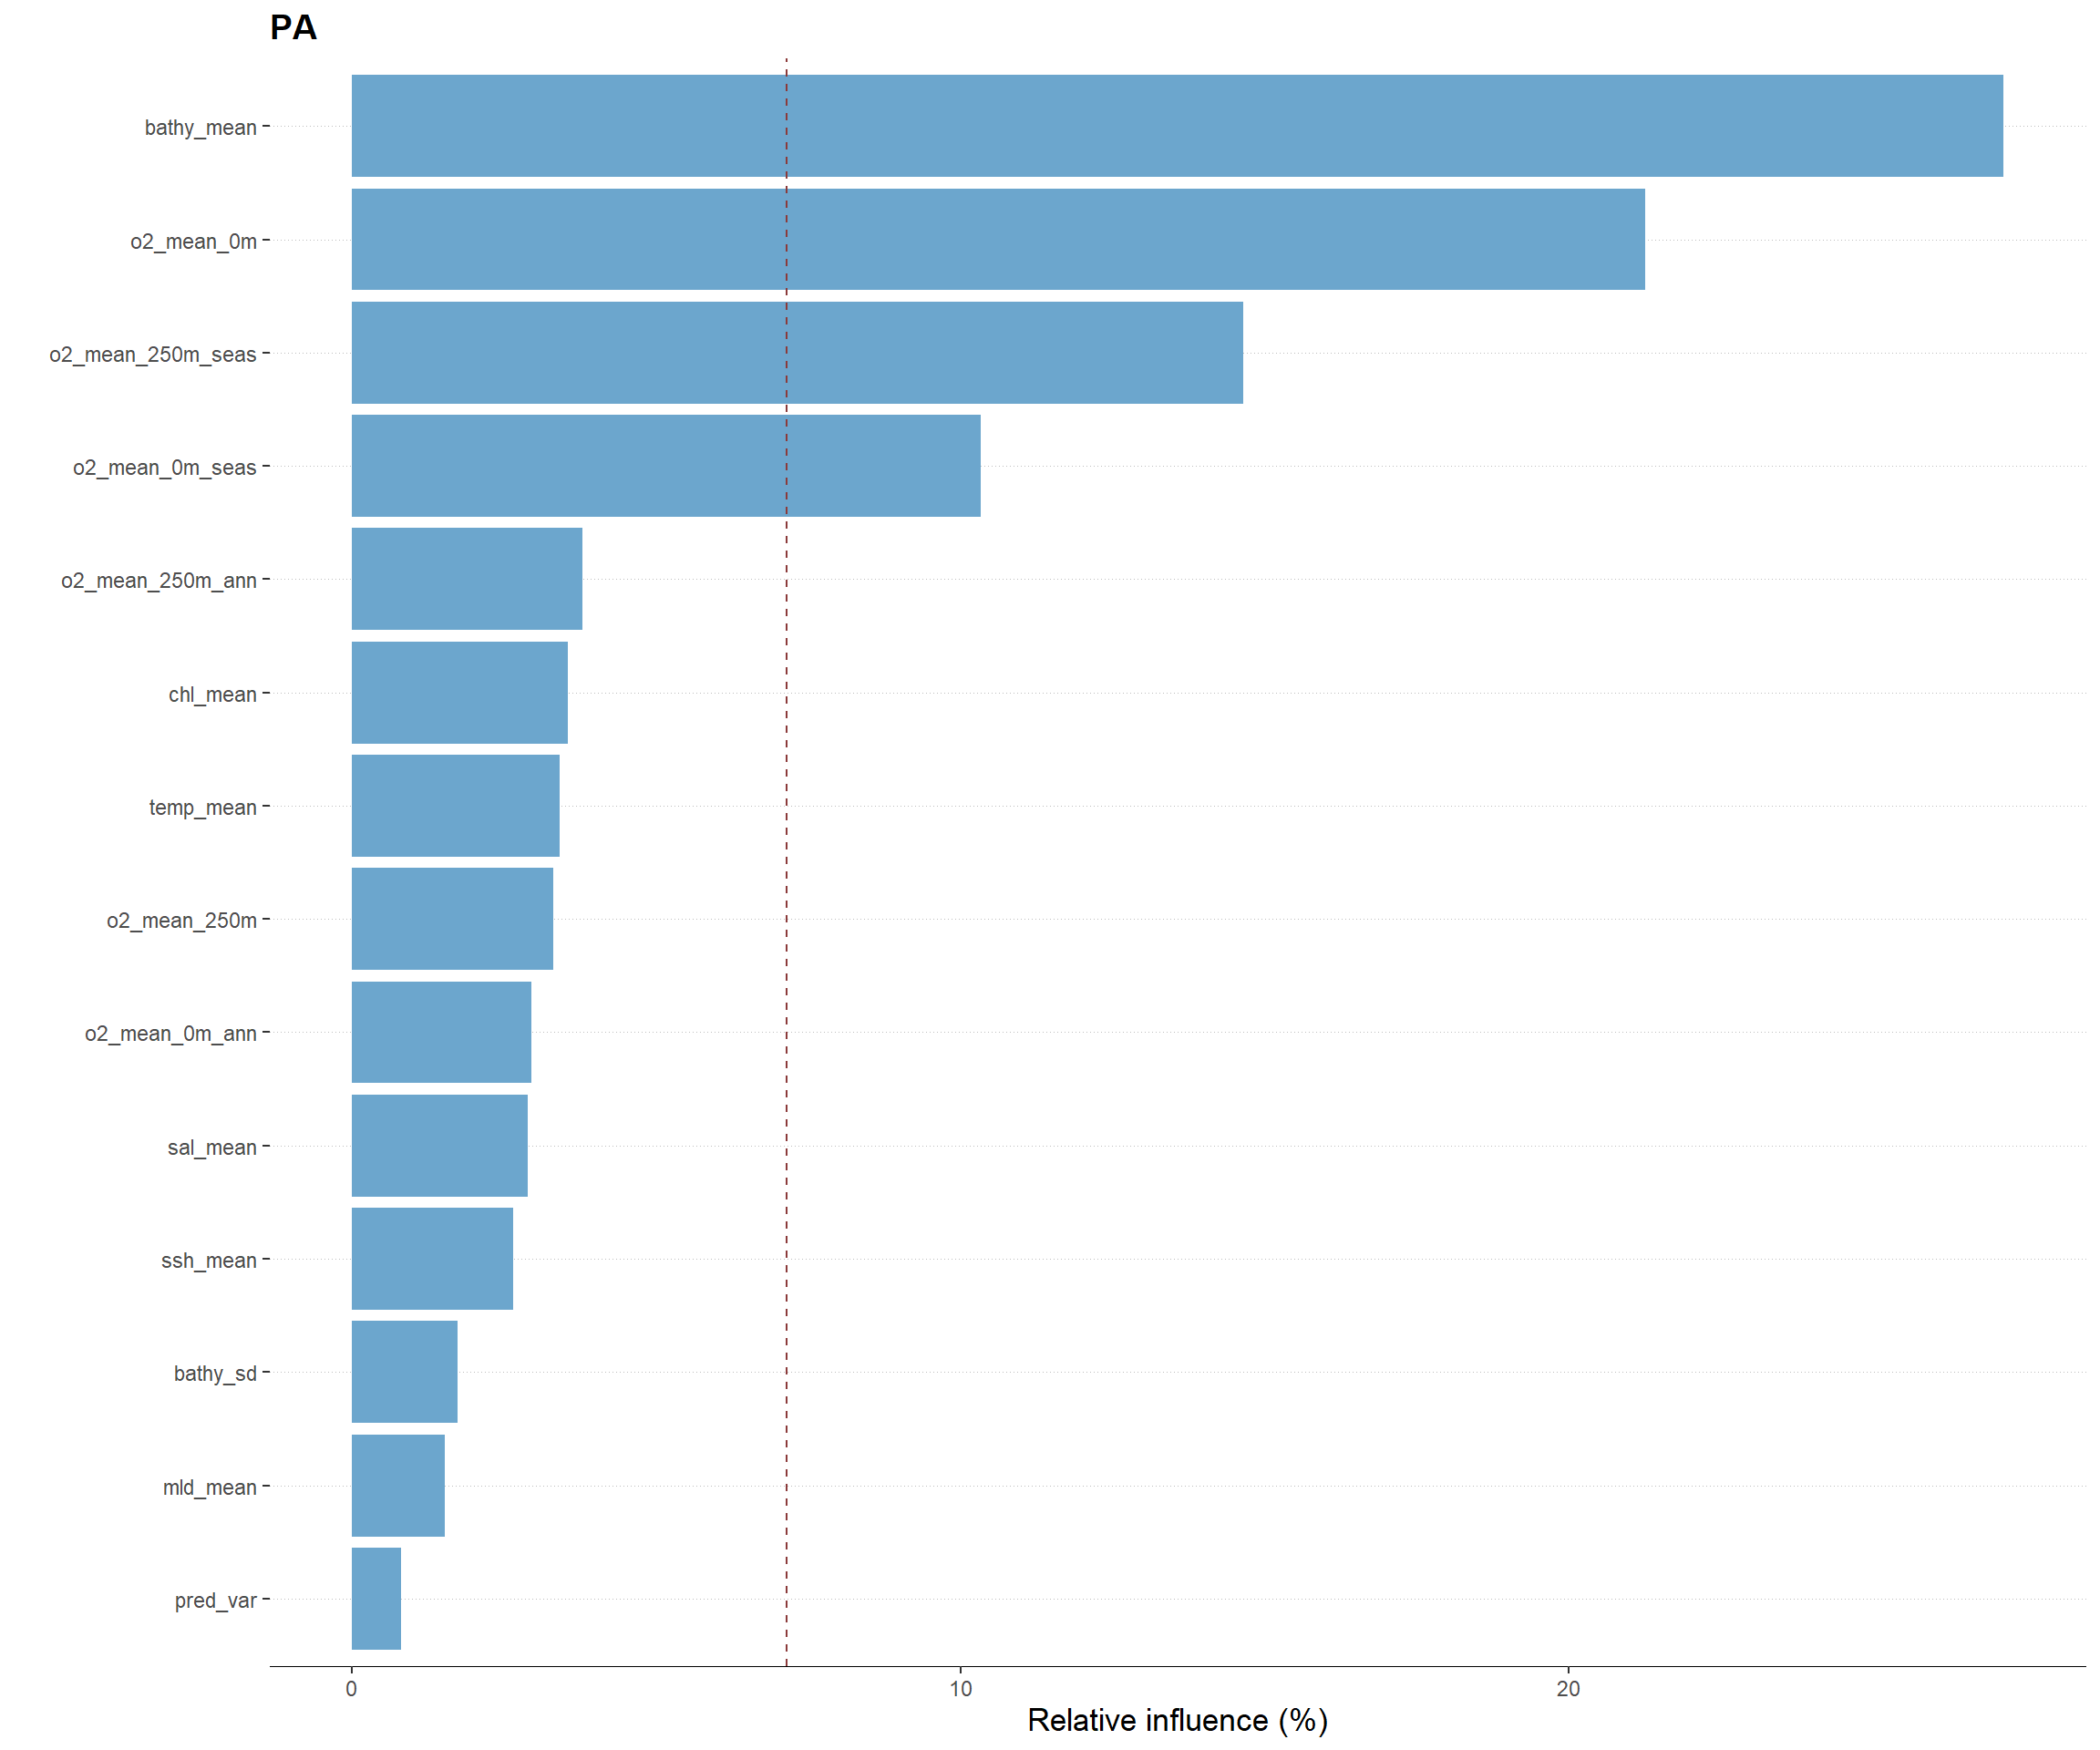 PA
bathy_mean
o2_mean_0m
o2_mean_250m_seas
o2_mean_0m_seas
o2_mean_250m_ann
chl_mean
temp_mean
o2_mean_250m
o2_mean_0m_ann
sal_mean
ssh_mean
bathy_sd
mld_mean
pred_var
0 10 20
Relative influence (%)